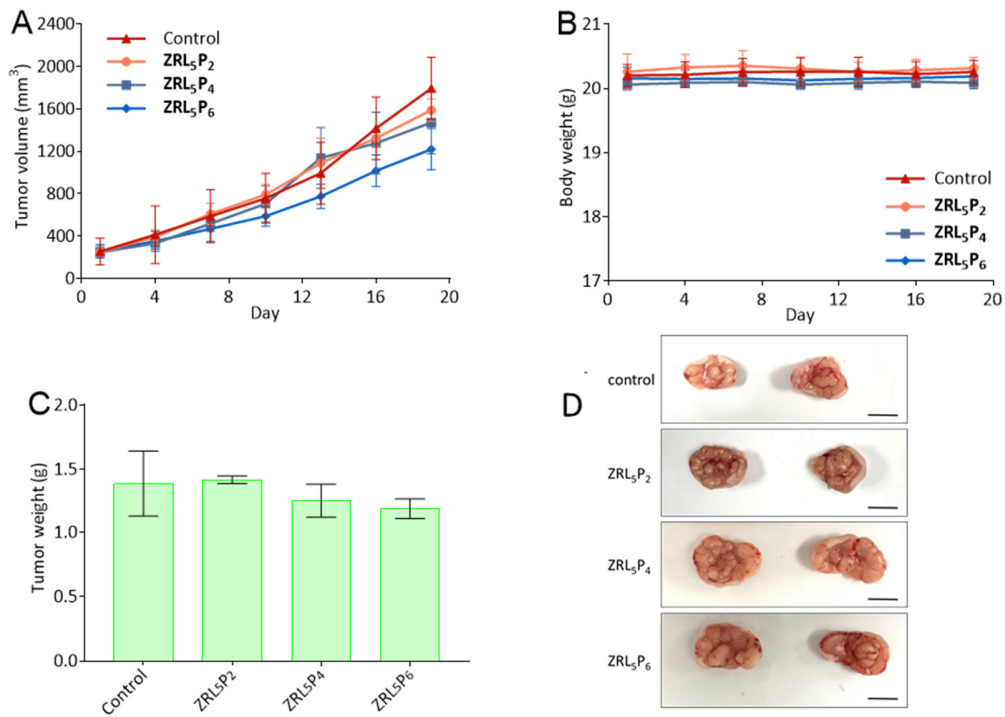 A
Tumor volume (mm³)
2400
2000
1600
1200
800
400
0
0 4 8 12 16 20
Day
Control
ZRL₅P₂
ZRL₅P₄
ZRL₅P₆
B
Body weight (g)
21
20
19
18
17
0 4 8 12 16 20
Day
Control
ZRL₅P₂
ZRL₅P₄
ZRL₅P₆
C
Tumor weight (g)
2.0
1.5
1.0
0.5
0.0
Control ZRL5P2 ZRL5P4 ZRL5P6
D
control
ZRL₅P₂
ZRL₅P₄
ZRL₅P₆